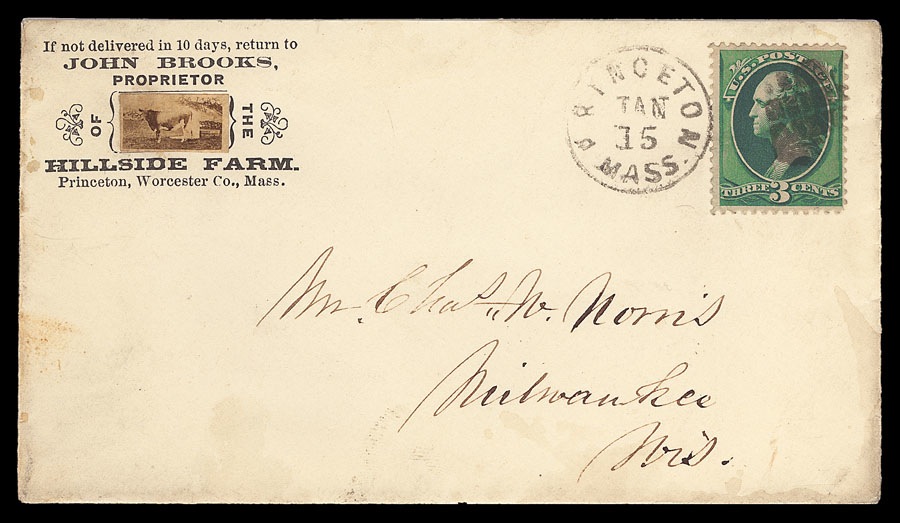 If not delivered in 10 days, return to
JOHN BROOKS,
PROPRIETOR
OF THE
HILLSIDE FARM.
Princeton, Worcester Co., Mass.
PRINCETON
JAN
15
MASS.
U.S. POSTAGE
THREE 3 CENTS
Mr. Chas. W. Norris
Milwaukee
Wis.